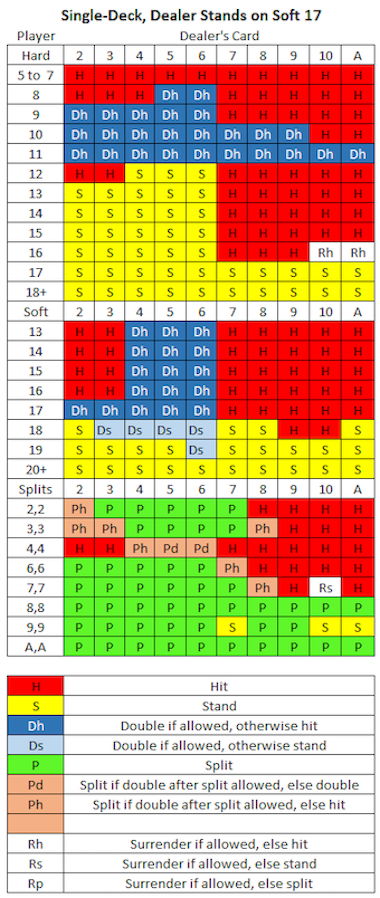 Single-Deck, Dealer Stands on Soft 17
Player Dealer's Card
Hard 2 3 4 5 6 7 8 9 10 A
5 to 7 H H H H H H H H H H
8 H H H Dh Dh H H H H H
9 Dh Dh Dh Dh Dh H H H H H
10 Dh Dh Dh Dh Dh Dh Dh Dh H H
11 Dh Dh Dh Dh Dh Dh Dh Dh Dh Dh
12 H H S S S H H H H H
13 S S S S S H H H H H
14 S S S S S H H H H H
15 S S S S S H H H H H
16 S S S S S H H H Rh Rh
17 S S S S S S S S S S
18+ S S S S S S S S S S
Soft 2 3 4 5 6 7 8 9 10 A
13 H H Dh Dh Dh H H H H H
14 H H Dh Dh Dh H H H H H
15 H H Dh Dh Dh H H H H H
16 H H Dh Dh Dh H H H H H
17 Dh Dh Dh Dh Dh H H H H H
18 S Ds Ds Ds Ds S S H H S
19 S S S S Ds S S S S S
20+ S S S S S S S S S S
Splits 2 3 4 5 6 7 8 9 10 A
2,2 Ph P P P P P H H H H
3,3 Ph Ph P P P P Ph H H H
4,4 H H Ph Pd Pd H H H H H
6,6 P P P P P Ph H H H H
7,7 P P P P P P Ph H Rs H
8,8 P P P P P P P P P P
9,9 P P P P P S P P S S
A,A P P P P P P P P P P
H Hit
S Stand
Dh Double if allowed, otherwise hit
Ds Double if allowed, otherwise stand
P Split
Pd Split if double after split allowed, else double
Ph Split if double after split allowed, else hit
Rh Surrender if allowed, else hit
Rs Surrender if allowed, else stand
Rp Surrender if allowed, else split